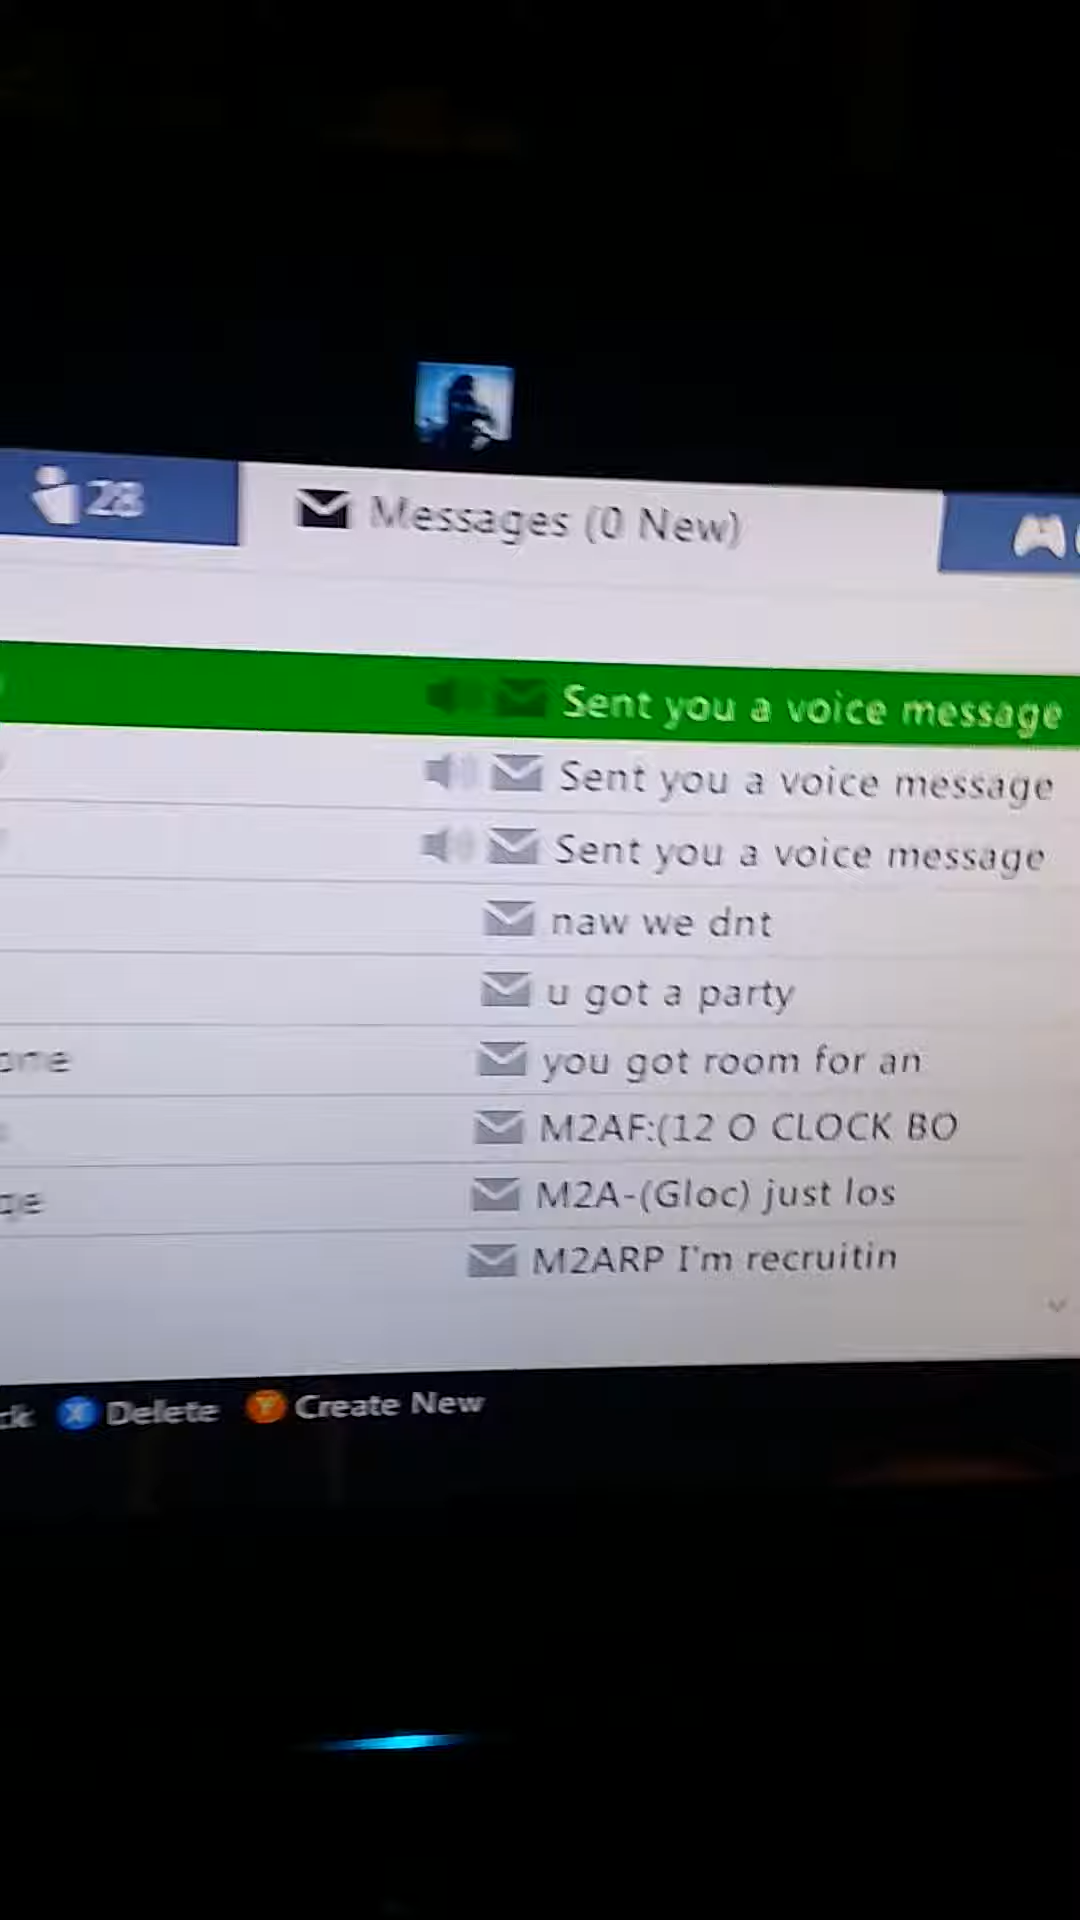 28
Messages (0 New)
Sent you a voice message
Sent you a voice message
Sent you a voice message
naw we dnt
u got a party
you got room for an
M2AF:(12 O CLOCK BO
M2A-(Gloc) just los
M2ARP I'm recruitin
X Delete Y Create New